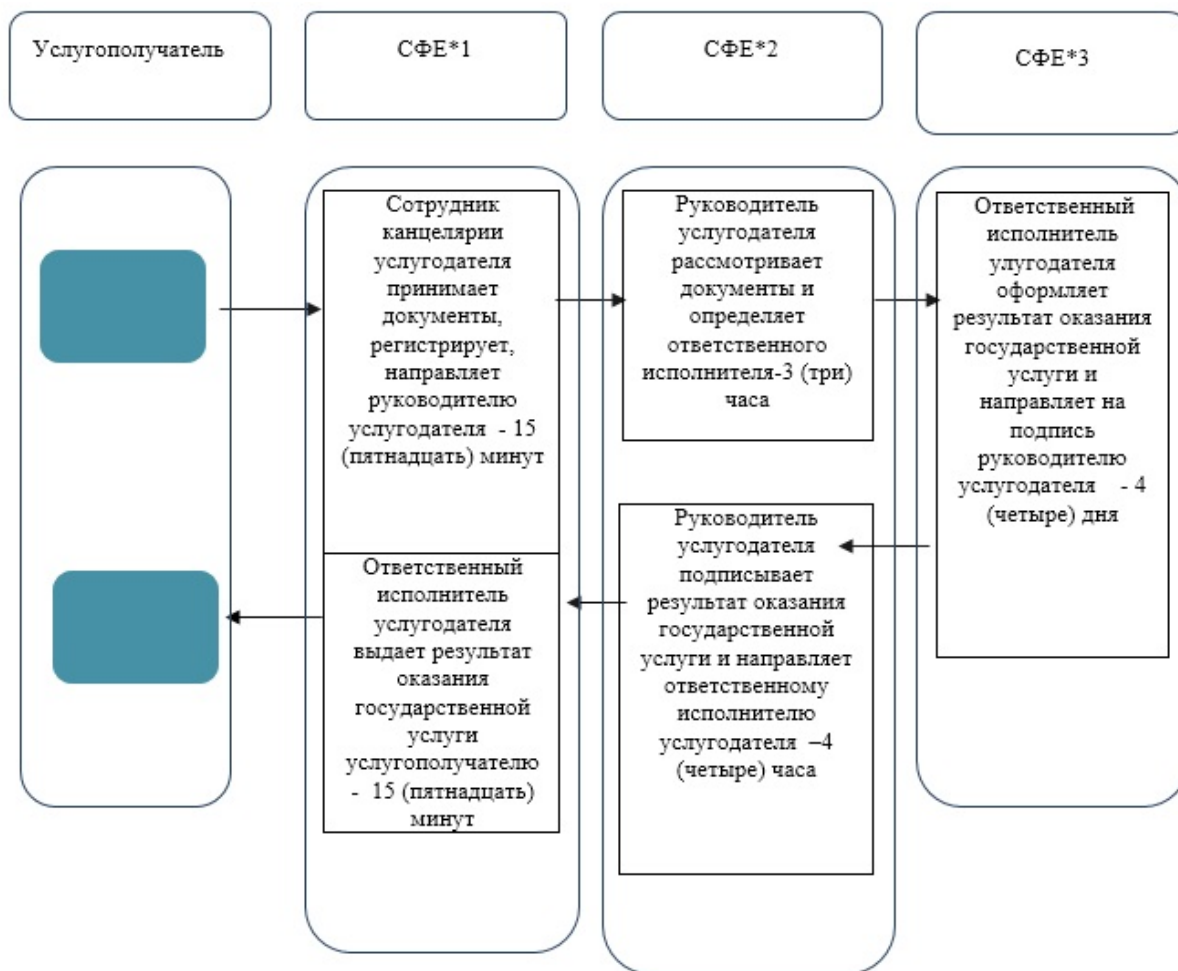 Услугополучатель
СФЕ*1
СФЕ*2
СФЕ*3
Сотрудник
канцелярии
услугодателя
принимает
документы,
регистрирует,
направляет
руководителю
услугодателя - 15
(пятнадцать) минут
Руководитель
услугодателя
рассмотривает
документы и
определяет
ответственного
исполнителя-3 (три)
часа
Ответственный
исполнитель
улугодателя
оформляет
результат оказания
государственной
услуги и
направляет на
подпись
руководителю
услугодателя - 4
(четыре) дня
Руководитель
услугодателя
подписывает
результат оказания
государственной
услуги и направляет
ответственному
исполнителю
услугодателя –4
(четыре) часа
Ответственный
исполнитель
услугодателя
выдает результат
оказания
государственной
услуги
услугополучателю
- 15 (пятнадцать)
минут